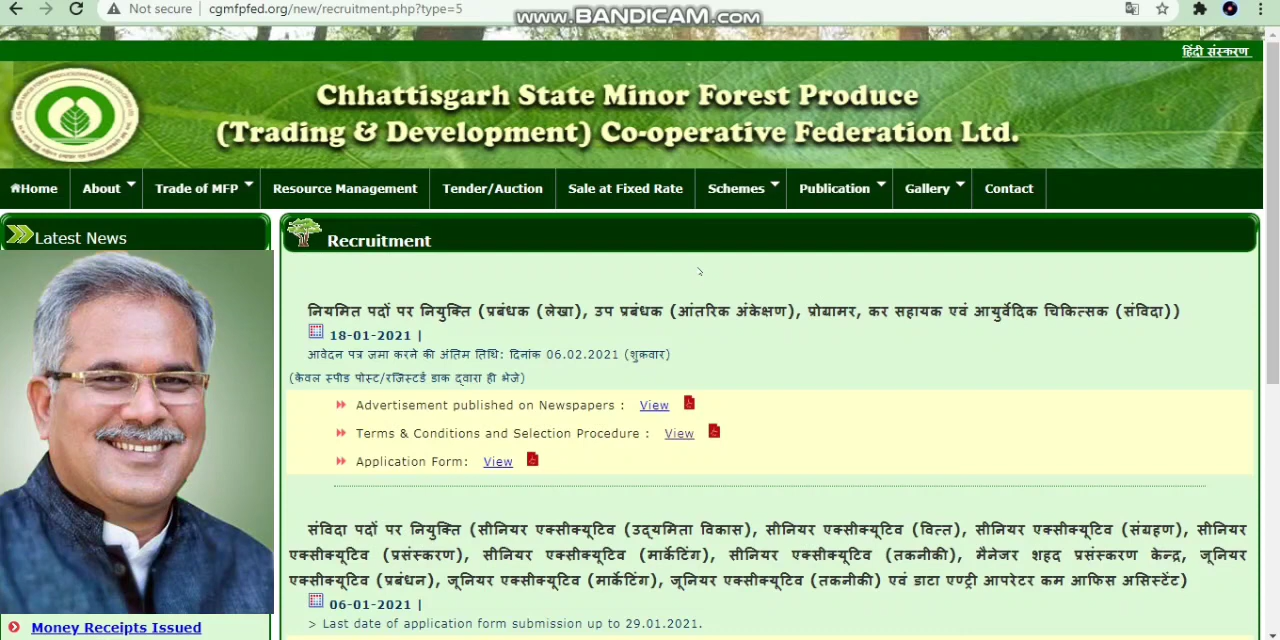 Not secure | cgmfpfed.org/new/recruitment.php?type=5
www.BANDICAM.com
हिंदी संस्करण
Chhattisgarh State Minor Forest Produce
(Trading & Development) Co-operative Federation Ltd.
Home About Trade of MFP Resource Management Tender/Auction Sale at Fixed Rate Schemes Publication Gallery Contact
Latest News
Recruitment
नियमित पदों पर नियुक्ति (प्रबंधक (लेखा), उप प्रबंधक (आंतरिक अंकेक्षण), प्रोग्रामर, कर सहायक एवं आयुर्वेदिक चिकित्सक (संविदा))
18-01-2021 |
आवेदन पत्र जमा करने की अंतिम तिथि: दिनांक 06.02.2021 (शुक्रवार)
(केवल स्पीड पोस्ट/रजिस्टर्ड डाक द्वारा ही भेजे)
Advertisement published on Newspapers : View
Terms & Conditions and Selection Procedure : View
Application Form: View
संविदा पदों पर नियुक्ति (सीनियर एक्सीक्यूटिव (उद्यमिता विकास), सीनियर एक्सीक्यूटिव (वित्त), सीनियर एक्सीक्यूटिव (संग्रहण), सीनियर
एक्सीक्यूटिव (प्रसंस्करण), सीनियर एक्सीक्यूटिव (मार्केटिंग), सीनियर एक्सीक्यूटिव (तकनीकी), मैनेजर शहद प्रसंस्करण केन्द्र, जूनियर
एक्सीक्यूटिव (प्रबंधन), जूनियर एक्सीक्यूटिव (मार्केटिंग), जूनियर एक्सीक्यूटिव (तकनीकी) एवं डाटा एण्ट्री आपरेटर कम आफिस असिस्टेंट)
06-01-2021 |
> Last date of application form submission up to 29.01.2021.
Money Receipts Issued